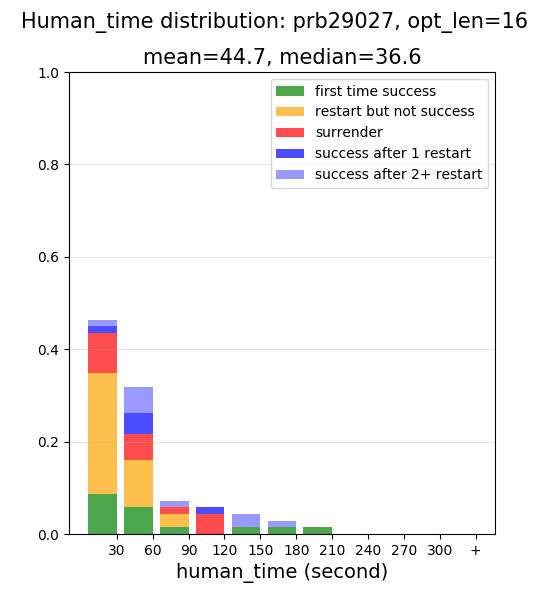 Human_time distribution: prb29027, opt_len=16
mean=44.7, median=36.6
1.0
first time success
restart but not success
surrender
success after 1 restart
success after 2+ restart
0.8
0.6
0.4
0.2
0.0
30 60 90 120 150 180 210 240 270 300 +
human_time (second)